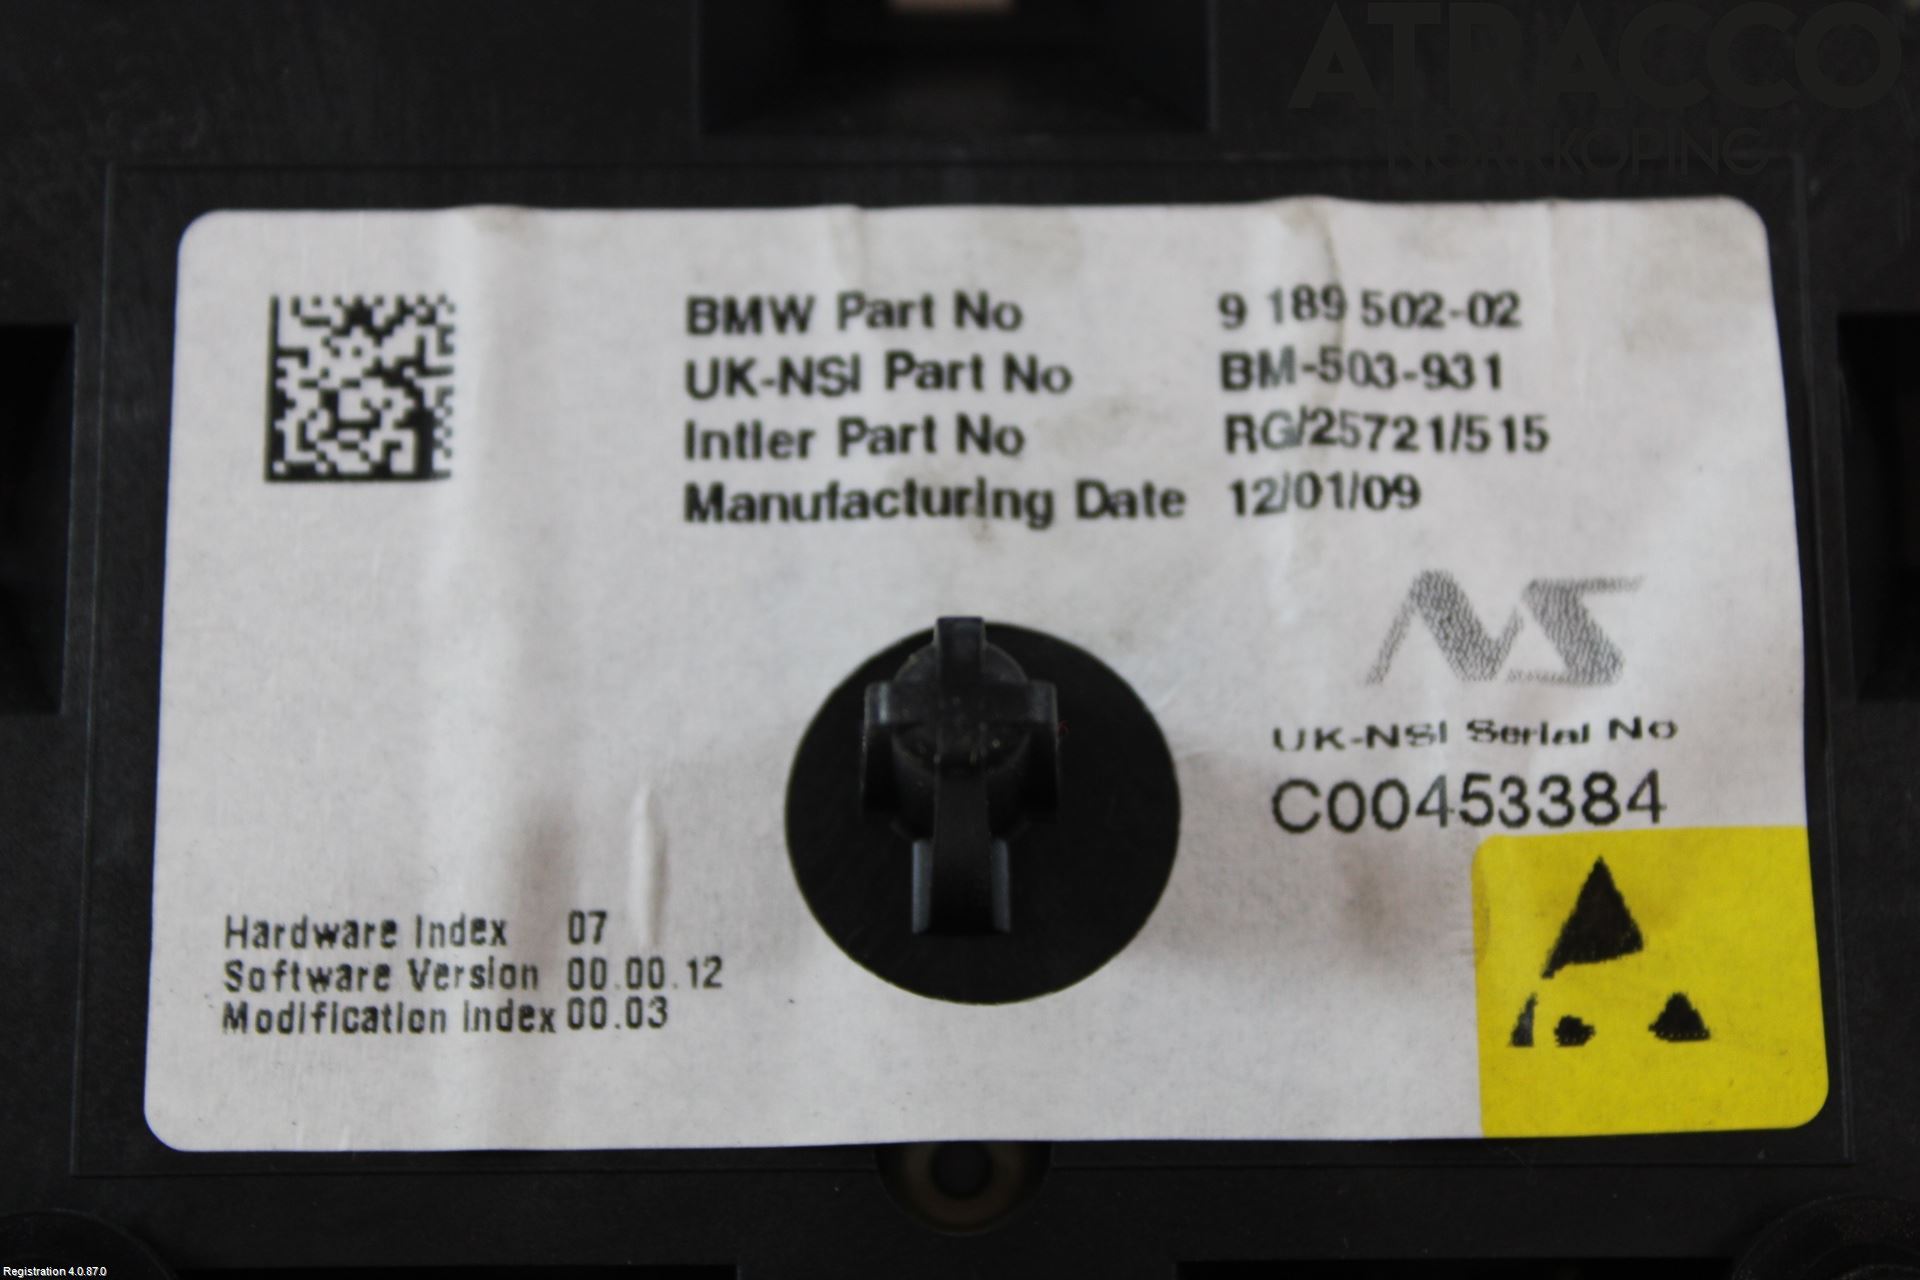 ATRACCO
NORRKÖPING
BMW Part No 9 189 502-02
UK-NSI Part No BM-503-931
Intier Part No RG/25721/515
Manufacturing Date 12/01/09
NS
UK-NSI Serial No
C00453384
Hardware Index 07
Software Version 00.00.12
Modification Index 00.03
Registration 4.0.87.0